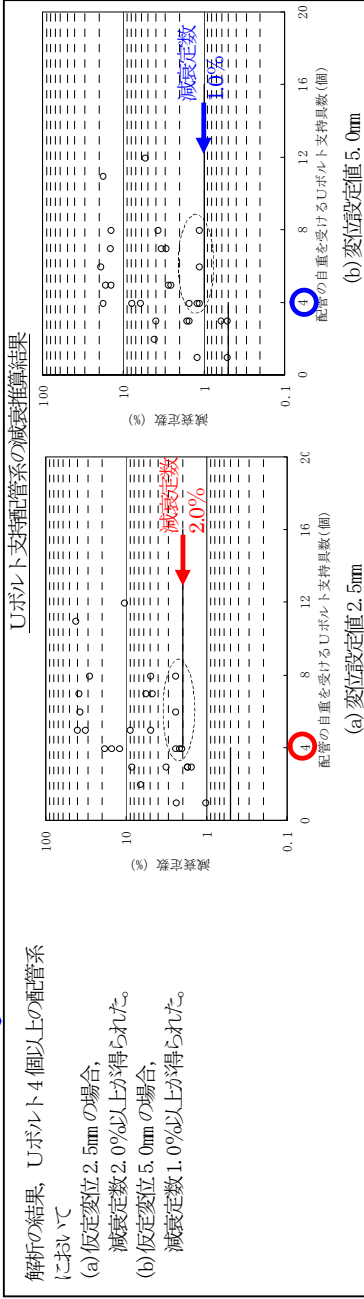 Uボルト支持配管系の減衰推算結果
解析の結果，Uボルト4個以上の配管系
において
(a)仮定変位2.5mmの場合，
減衰定数2.0%以上が得られた。
(b)仮定変位5.0mmの場合，
減衰定数1.0%以上が得られた。
減衰定数 (%)
100
10
1
0.1
0
4
8
12
16
20
減衰定数
2.0%
配管の自重を受けるUボルト支持具数(個)
(a)変位設定値2.5mm
減衰定数 (%)
100
10
1
0.1
0
4
8
12
16
20
減衰定数
1.0%
配管の自重を受けるUボルト支持具数(個)
(b)変位設定値5.0mm